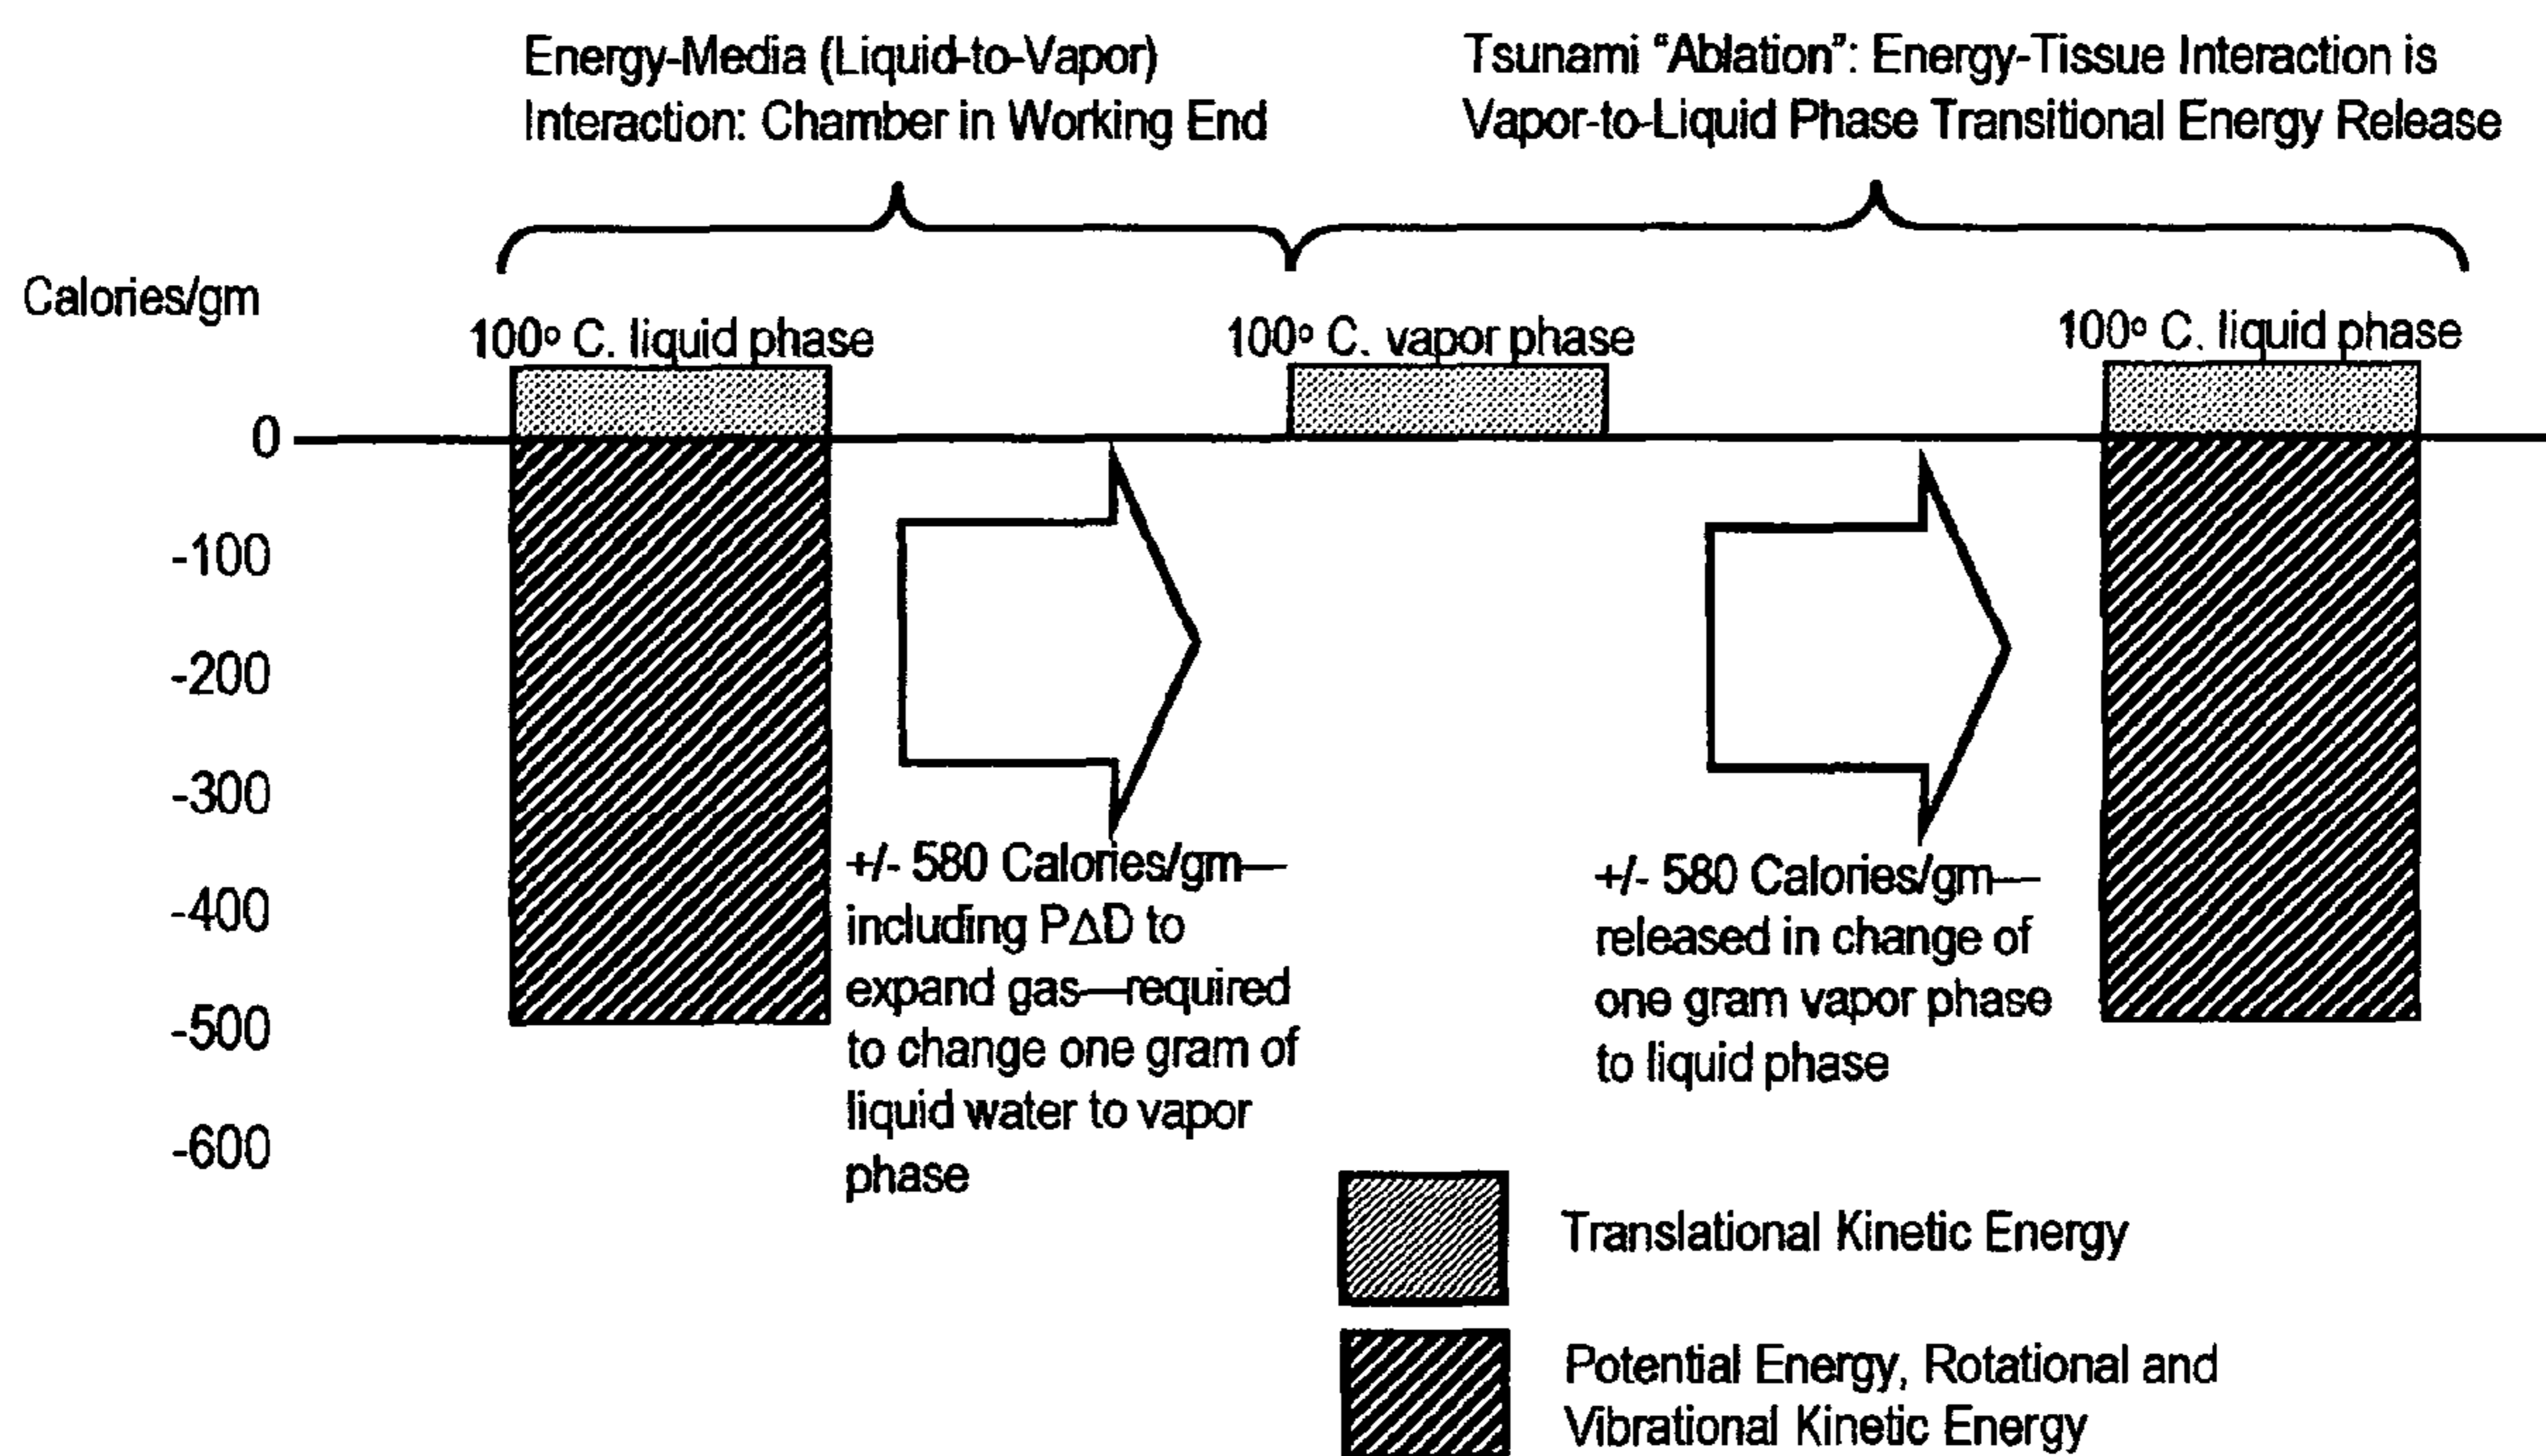 Energy-Media (Liquid-to-Vapor)
Interaction: Chamber in Working End
Tsunami “Ablation”: Energy-Tissue Interaction is
Vapor-to-Liquid Phase Transitional Energy Release
Calories/gm
100° C. liquid phase
100° C. vapor phase
100° C. liquid phase
0
-100
-200
-300
-400
-500
-600
+/- 580 Calories/gm—
including P∆D to
expand gas—required
to change one gram of
liquid water to vapor
phase
+/- 580 Calories/gm—
released in change of
one gram vapor phase
to liquid phase
Translational Kinetic Energy
Potential Energy, Rotational and
Vibrational Kinetic Energy